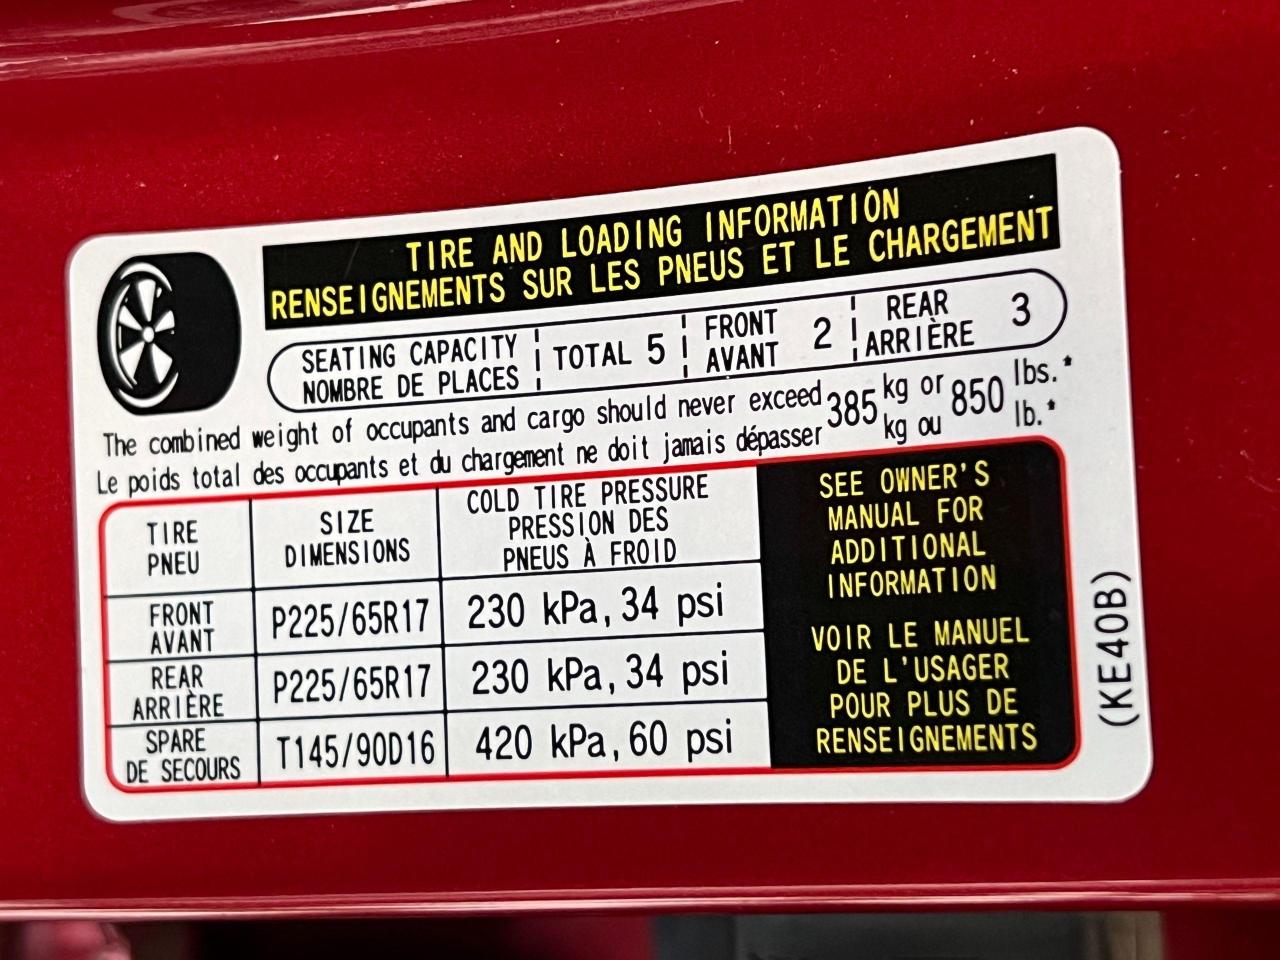 TIRE AND LOADING INFORMATION
RENSEIGNEMENTS SUR LES PNEUS ET LE CHARGEMENT
SEATING CAPACITY TOTAL 5 FRONT 2 REAR 3
NOMBRE DE PLACES AVANT ARRIÈRE
The combined weight of occupants and cargo should never exceed 385 kg or 850 lbs.*
Le poids total des occupants et du chargement ne doit jamais dépasser kg ou lb.*
TIRE
PNEU
SIZE
DIMENSIONS
COLD TIRE PRESSURE
PRESSION DES
PNEUS À FROID
FRONT
AVANT
P225/65R17
230 kPa, 34 psi
REAR
ARRIÈRE
P225/65R17
230 kPa, 34 psi
SPARE
DE SECOURS
T145/90D16
420 kPa, 60 psi
SEE OWNER'S
MANUAL FOR
ADDITIONAL
INFORMATION
VOIR LE MANUEL
DE L'USAGER
POUR PLUS DE
RENSEIGNEMENTS
(KE40B)